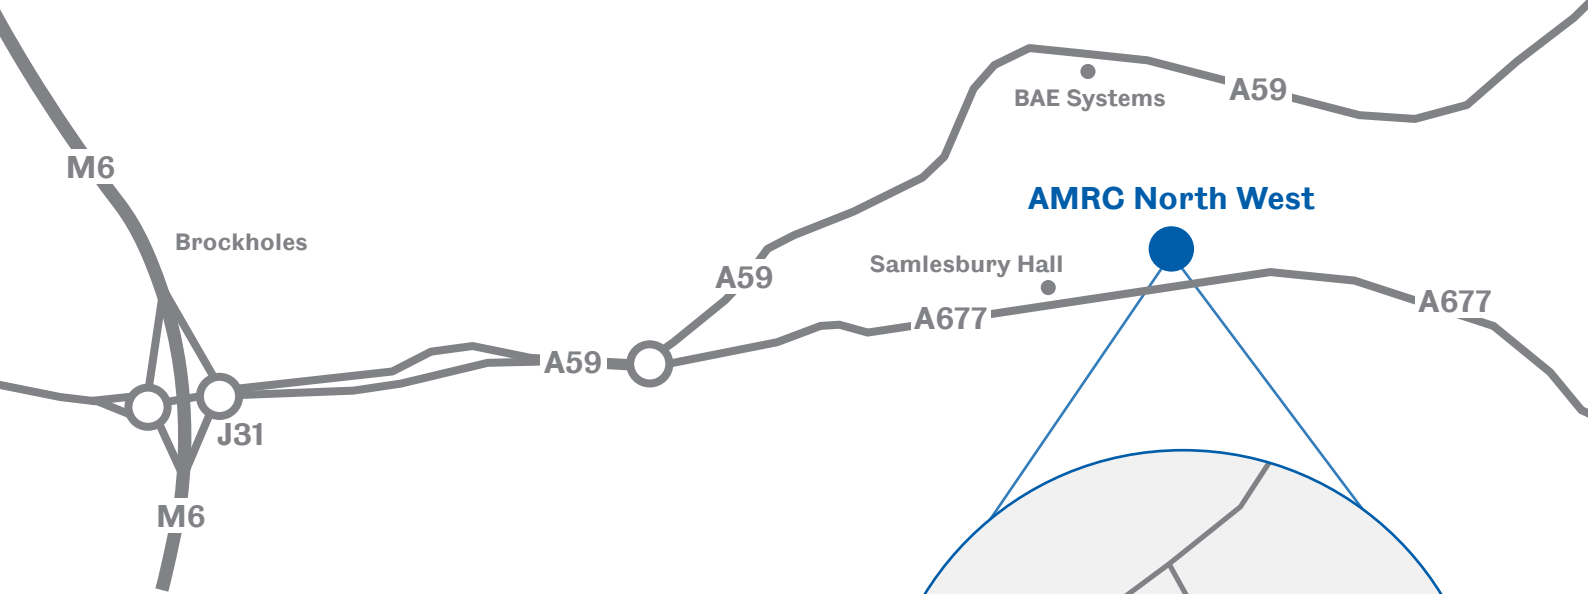 A59
BAE Systems
M6
AMRC North West
Brockholes
Samlesbury Hall
A59
A677
A677
A59
J31
M6